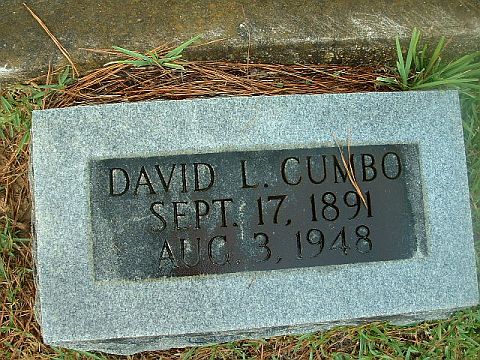 DAVID L. CUMBO
SEPT. 17, 1891
AUG. 3, 1948